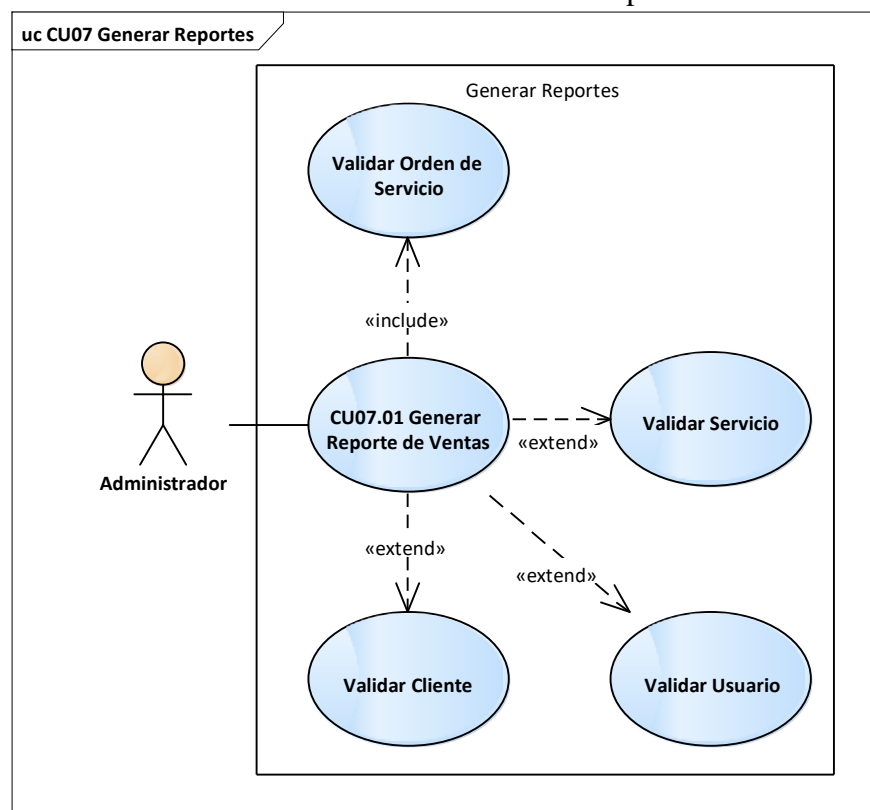 uc CU07 Generar Reportes
Generar Reportes
Validar Orden de
Servicio
«include»
CU07.01 Generar
Reporte de Ventas
Validar Servicio
«extend»
Administrador
«extend»
«extend»
Validar Cliente
Validar Usuario